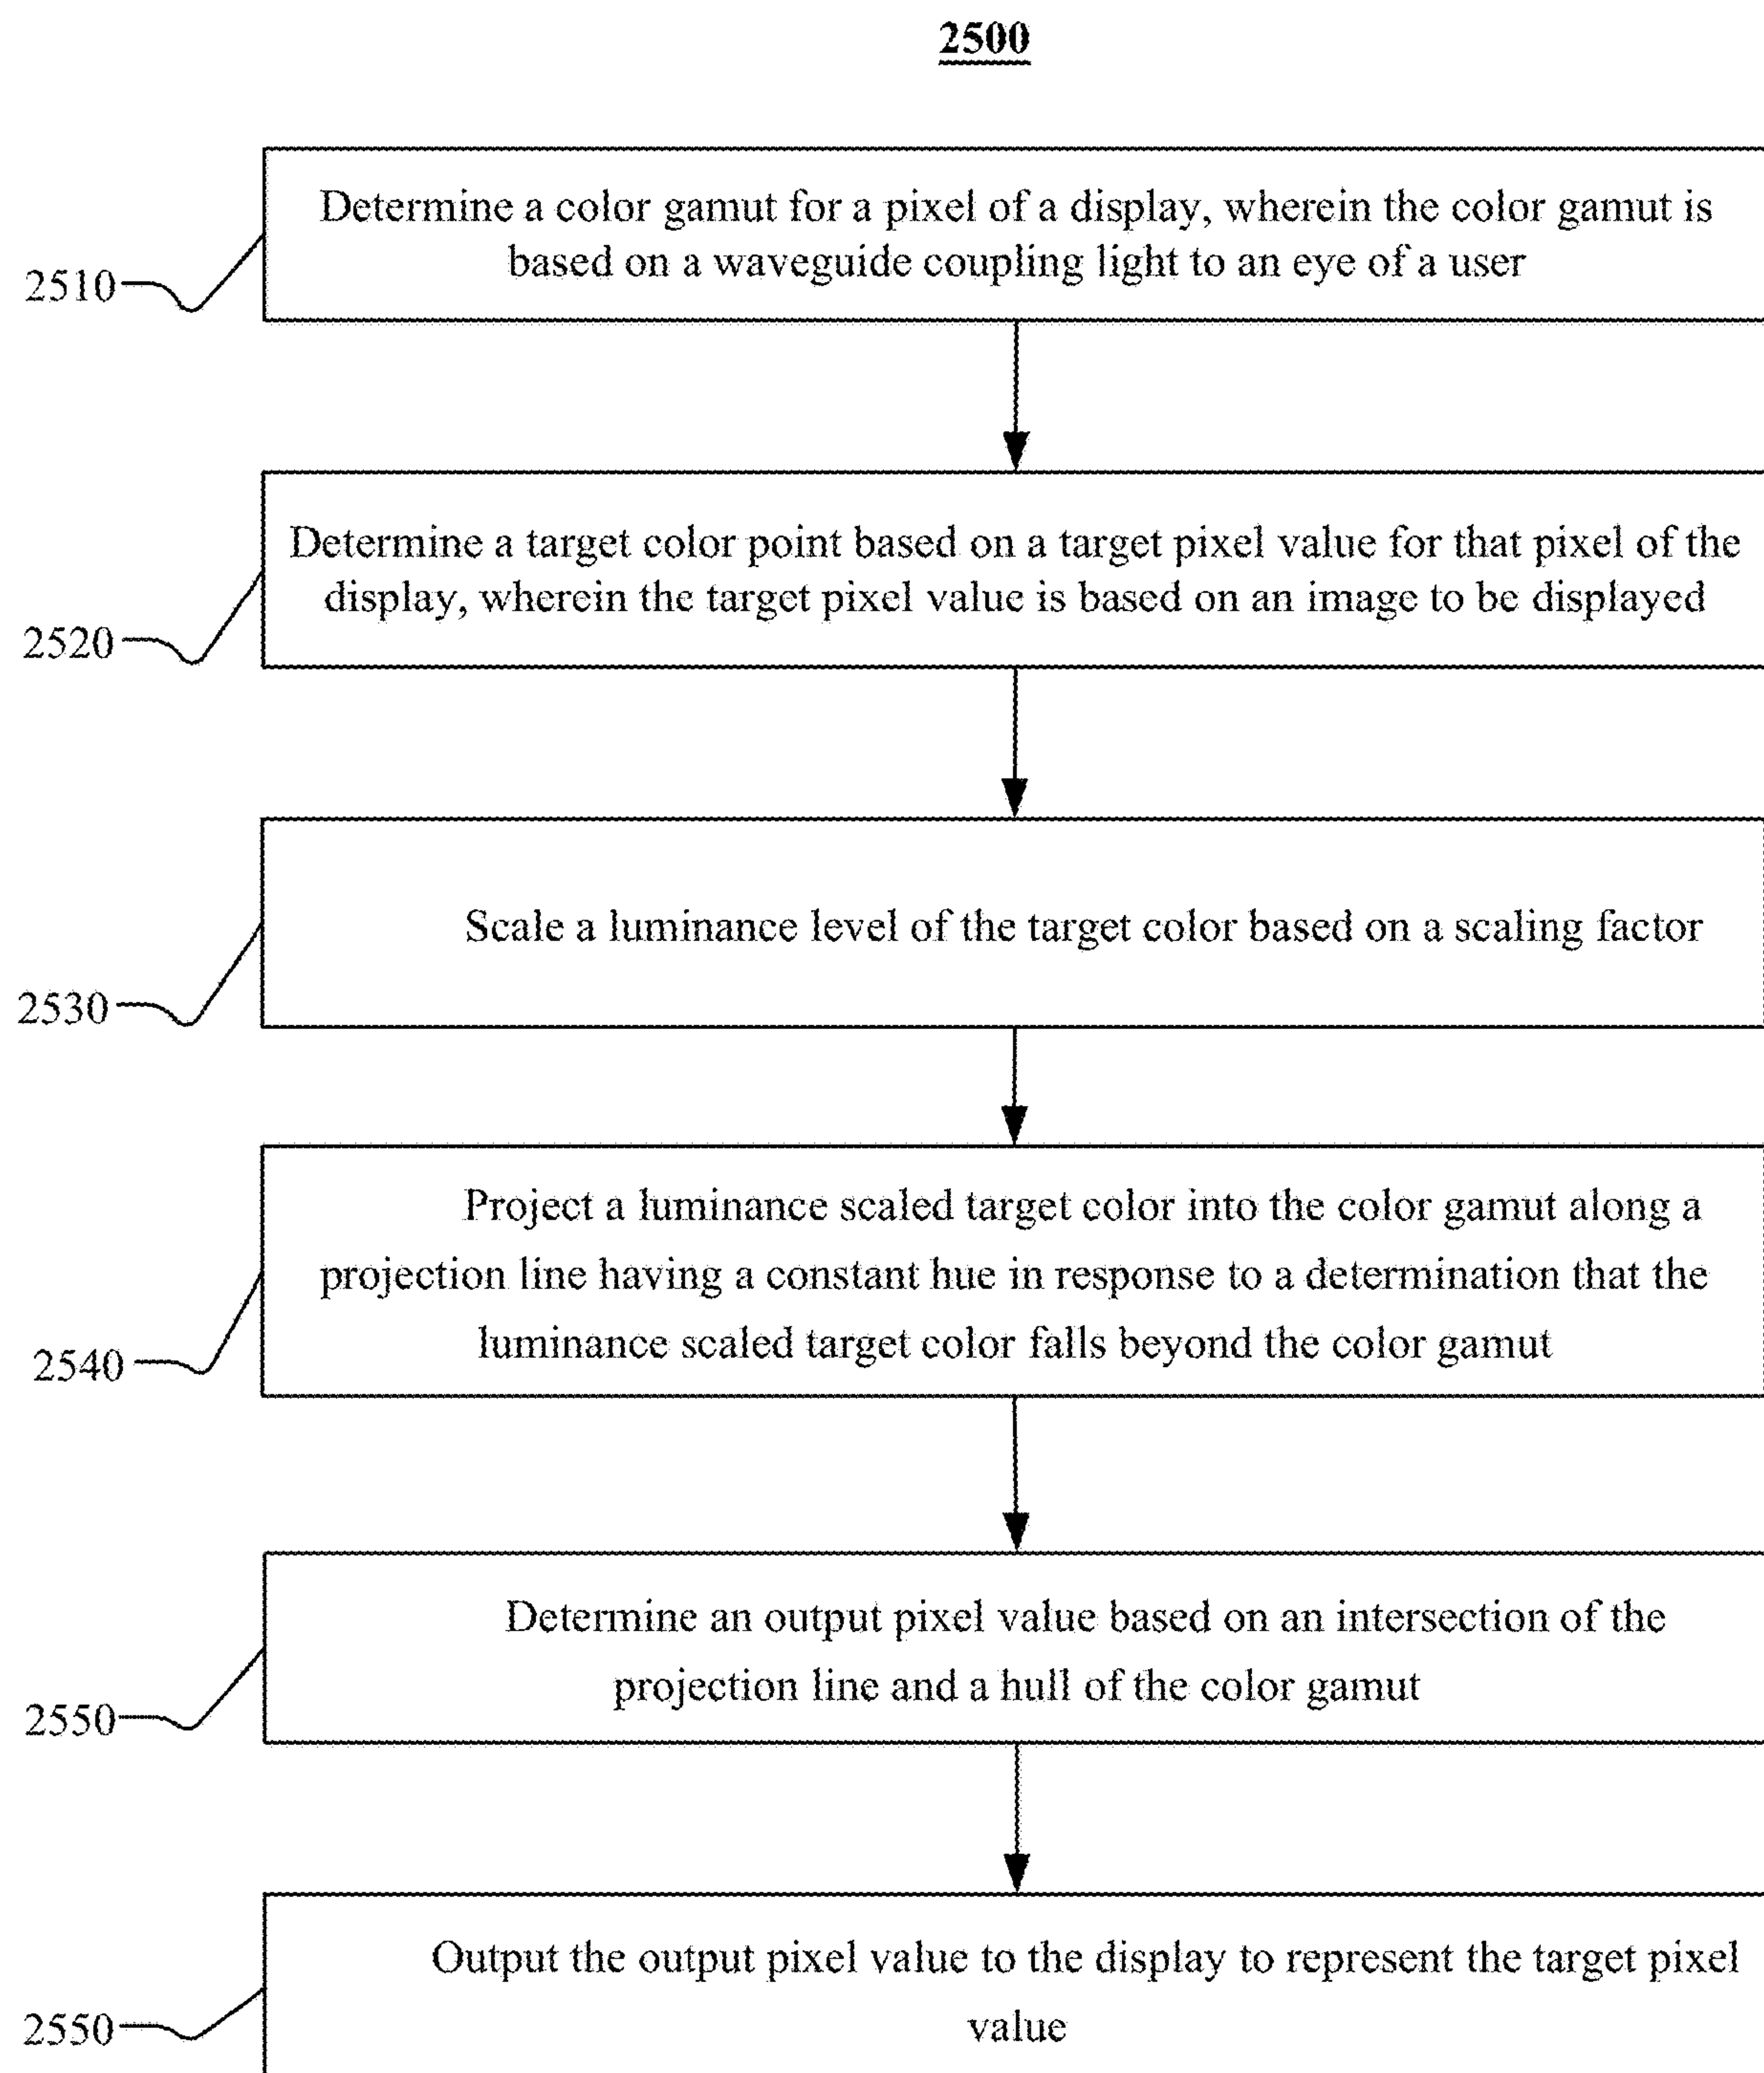 2500
Determine a color gamut for a pixel of a display, wherein the color gamut is
based on a waveguide coupling light to an eye of a user
2510
Determine a target color point based on a target pixel value for that pixel of the
display, wherein the target pixel value is based on an image to be displayed
2520
Scale a luminance level of the target color based on a scaling factor
2530
Project a luminance scaled target color into the color gamut along a
projection line having a constant hue in response to a determination that the
luminance scaled target color falls beyond the color gamut
2540
Determine an output pixel value based on an intersection of the
projection line and a hull of the color gamut
2550
Output the output pixel value to the display to represent the target pixel
value
2550